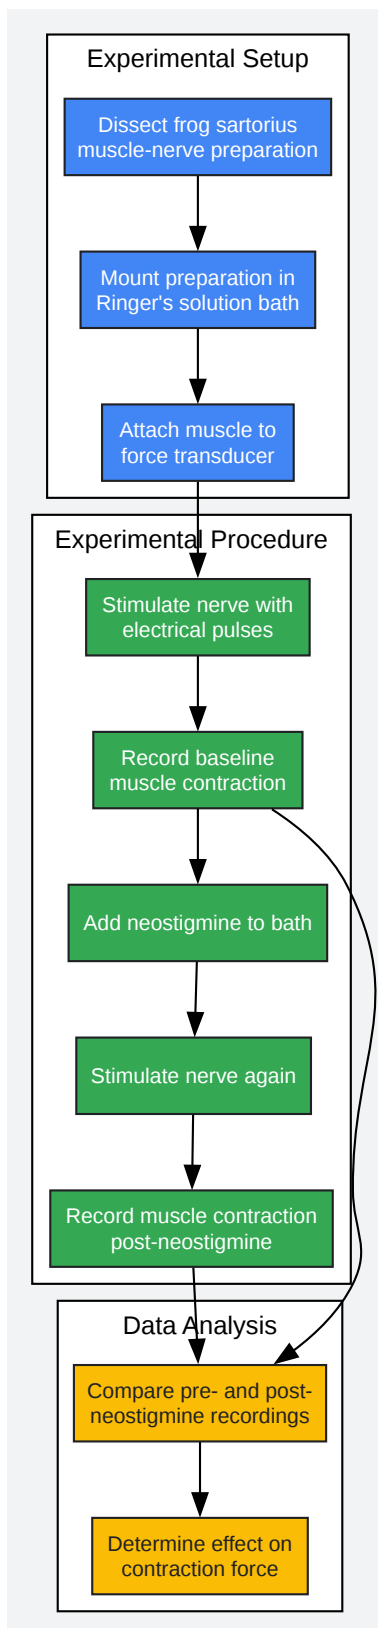 Experimental Setup
Dissect frog sartorius
muscle-nerve preparation
Mount preparation in
Ringer's solution bath
Attach muscle to
force transducer
Experimental Procedure
Stimulate nerve with
electrical pulses
Record baseline
muscle contraction
Add neostigmine to bath
Stimulate nerve again
Record muscle contraction
post-neostigmine
Data Analysis
Compare pre- and post-
neostigmine recordings
Determine effect on
contraction force